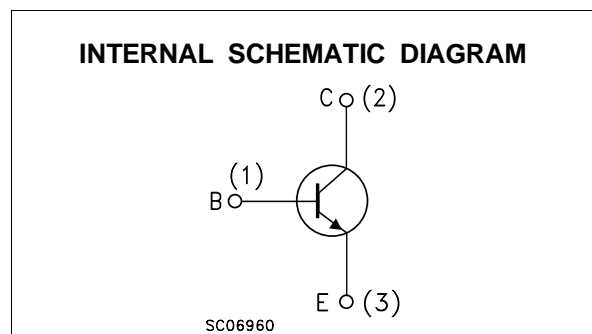 INTERNAL SCHEMATIC DIAGRAM
C (2)
(1)
B
E (3)
SC06960